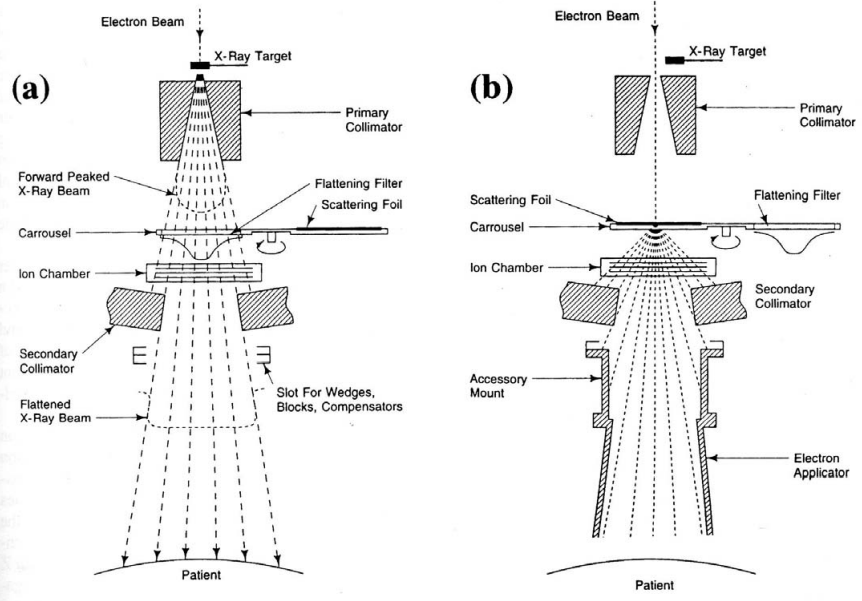 (a)
Electron Beam
X-Ray Target
Primary
Collimator
Forward Peaked
X-Ray Beam
Flattening Filter
Scattering Foil
Carrousel
Ion Chamber
Secondary
Collimator
Slot For Wedges,
Blocks, Compensators
Flattened
X-Ray Beam
Patient
(b)
Electron Beam
X-Ray Target
Primary
Collimator
Scattering Foil
Flattening Filter
Carrousel
Ion Chamber
Secondary
Collimator
Accessory
Mount
Electron
Applicator
Patient